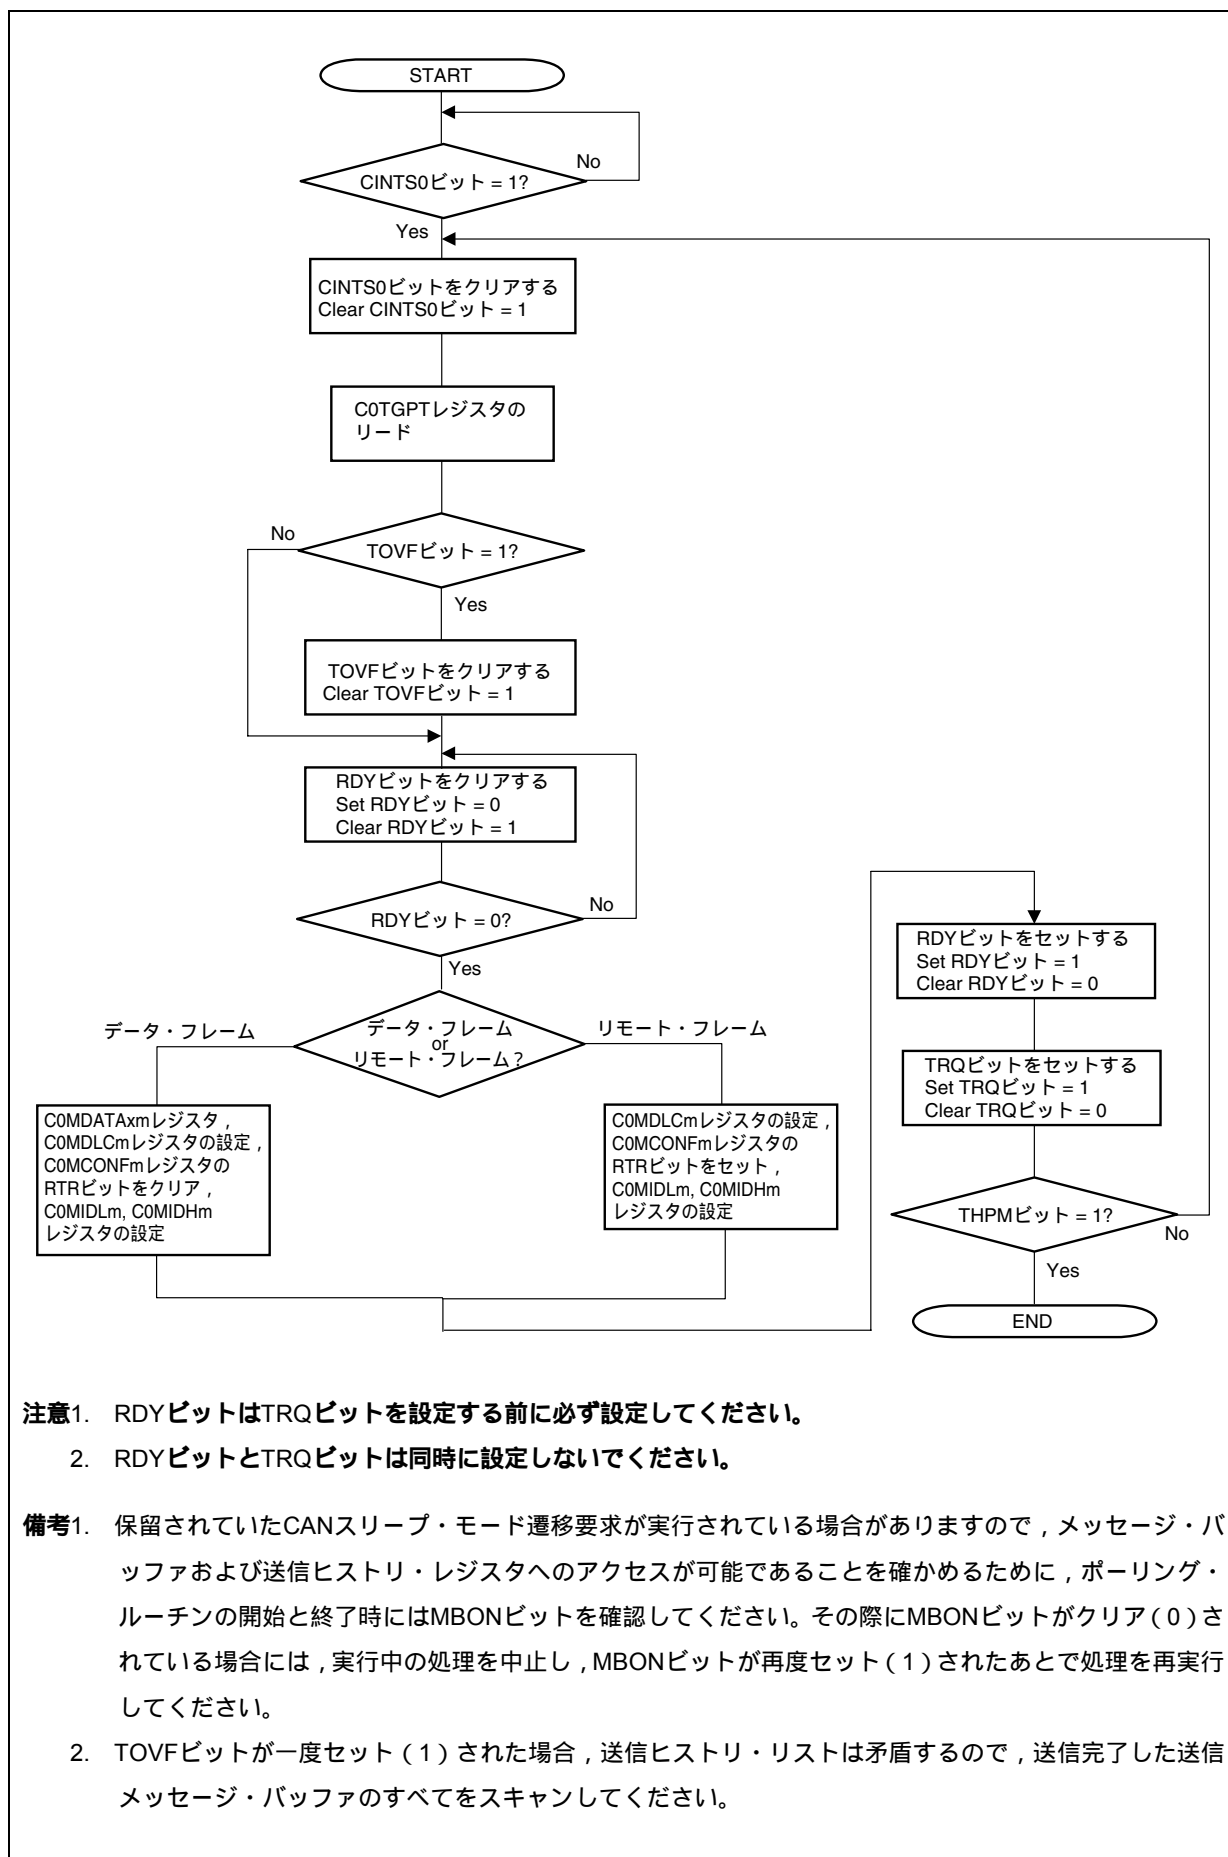 START
No
CINTS0ビット = 1?
Yes
CINTS0ビットをクリアする
Clear CINTS0ビット = 1
C0TGPTレジスタの
リード
No
TOVFビット = 1?
Yes
TOVFビットをクリアする
Clear TOVFビット = 1
RDYビットをクリアする
Set RDYビット = 0
Clear RDYビット = 1
No
RDYビット = 0?
Yes
データ・フレーム
データ・フレーム
or
リモート・フレーム？
リモート・フレーム
C0MDATAxmレジスタ，
C0MDLCmレジスタの設定，
C0MCONFmレジスタの
RTRビットをクリア，
C0MIDLm, C0MIDHm
レジスタの設定
C0MDLCmレジスタの設定，
C0MCONFmレジスタの
RTRビットをセット，
C0MIDLm, C0MIDHm
レジスタの設定
RDYビットをセットする
Set RDYビット = 1
Clear RDYビット = 0
TRQビットをセットする
Set TRQビット = 1
Clear TRQビット = 0
THPMビット = 1?
No
Yes
END
注意1. RDYビットはTRQビットを設定する前に必ず設定してください。
2. RDYビットとTRQビットは同時に設定しないでください。
備考1. 保留されていたCANスリープ・モード遷移要求が実行されている場合がありますので，メッセージ・バ
ッファおよび送信ヒストリ・レジスタへのアクセスが可能であることを確かめるために，ポーリング・
ルーチンの開始と終了時にはMBONビットを確認してください。その際にMBONビットがクリア（0）さ
れている場合には，実行中の処理を中止し，MBONビットが再度セット（1）されたあとで処理を再実行
してください。
2. TOVFビットが一度セット（1）された場合，送信ヒストリ・リストは矛盾するので，送信完了した送信
メッセージ・バッファのすべてをスキャンしてください。